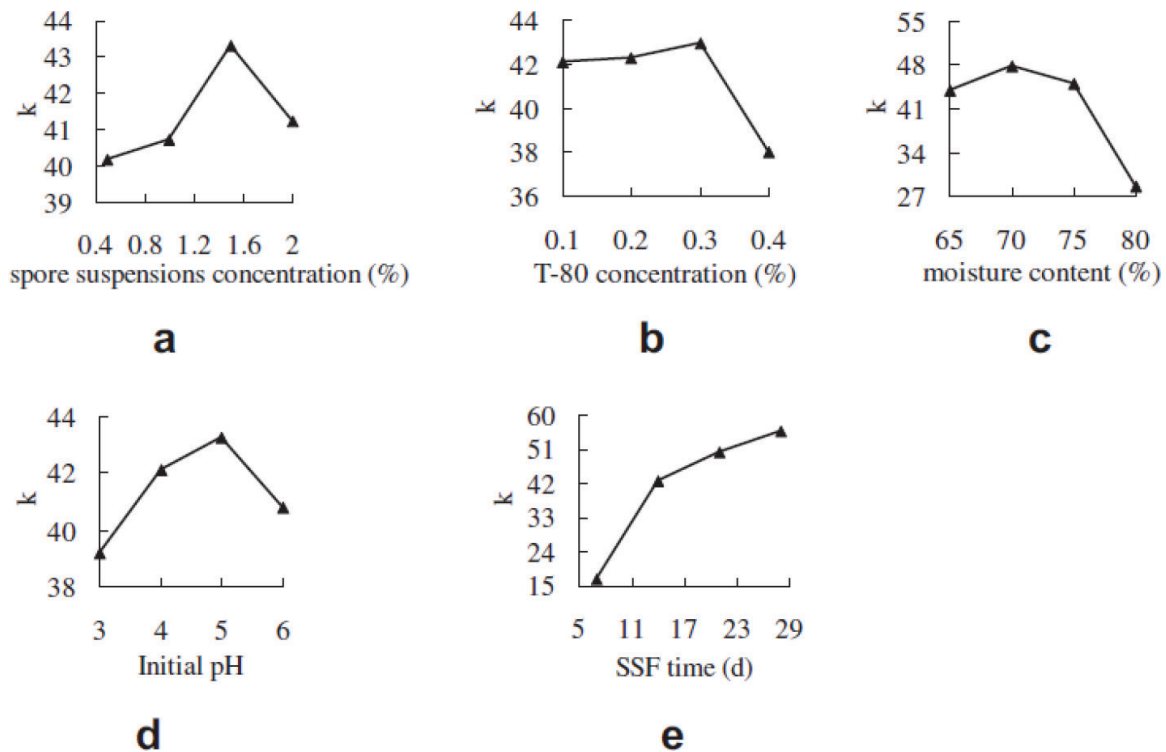 44
43
42
41
40
39
k
0.4 0.8 1.2 1.6 2
spore suspensions concentration (%)
a
44
42
40
38
36
k
0.1 0.2 0.3 0.4
T-80 concentration (%)
b
55
48
41
34
27
k
65 70 75 80
moisture content (%)
c
44
42
40
38
k
3 4 5 6
Initial pH
d
60
51
42
33
24
15
k
5 11 17 23 29
SSF time (d)
e